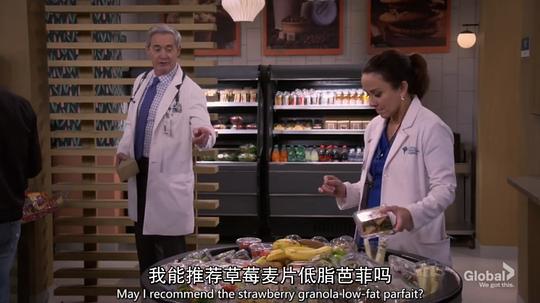 我能推荐草莓麦片低脂芭菲吗
May I recommend the strawberry granola-low-fat parfait?
Global
We got this.